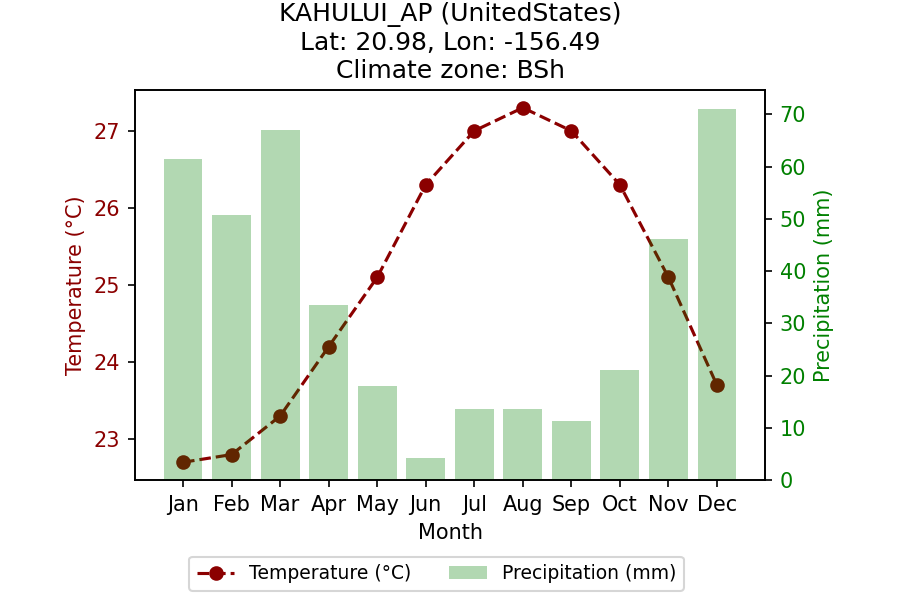 KAHULUI_AP (UnitedStates)
Lat: 20.98, Lon: -156.49
Climate zone: BSh
27
26
25
24
23
Temperature (°C)
70
60
50
40
30
20
10
0
Precipitation (mm)
Jan Feb Mar Apr May Jun Jul Aug Sep Oct Nov Dec
Month
Temperature (°C) Precipitation (mm)